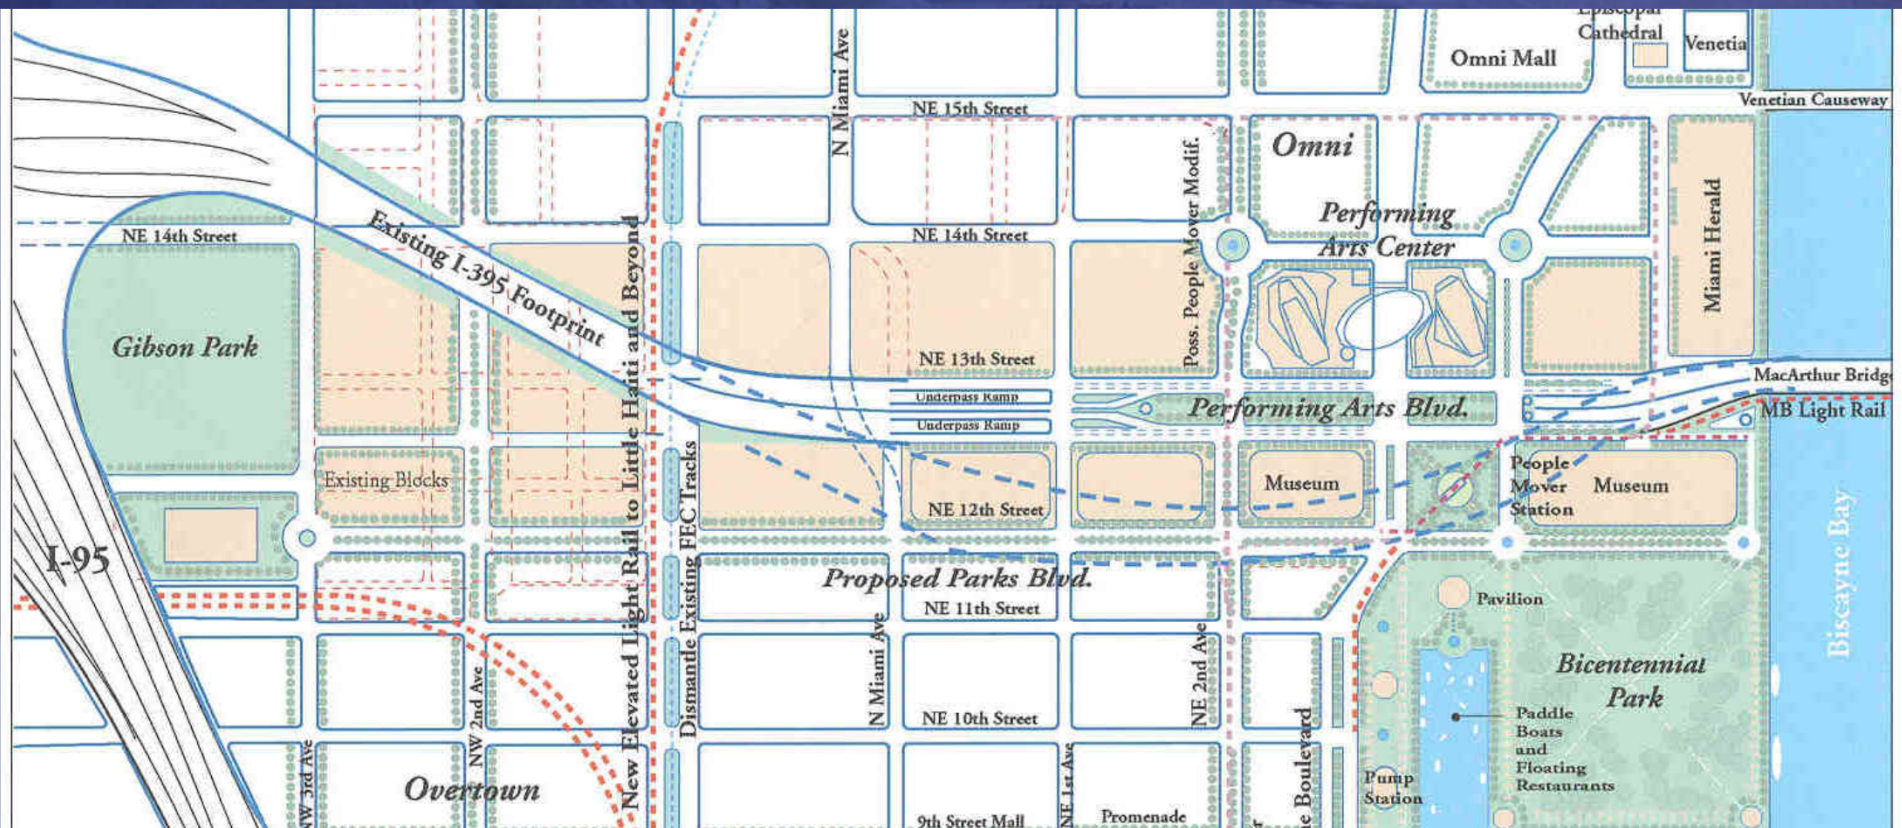 Cathedral
Venetia
Omni Mall
Venetian Causeway
N Miami Ave
NE 15th Street
Omni
Poss. People Mover Modif.
Performing
Arts Center
Miami Herald
NE 14th Street
NE 14th Street
Existing I-395 Footprint
Gibson Park
New Elevated Light Rail to Little Haiti and Beyond
Dismantle Existing FEC Tracks
NE 13th Street
Underpass Ramp
Underpass Ramp
Performing Arts Blvd.
MacArthur Bridge
MB Light Rail
Existing Blocks
Museum
People
Mover
Station
Museum
NE 12th Street
I-95
Proposed Parks Blvd.
NE 11th Street
Pavilion
Biscayne Bay
Bicentennial
Park
N Miami Ave
NE 2nd Ave
NW 2nd Ave
NE 10th Street
Paddle
Boats
and
Floating
Restaurants
NW 3rd Ave
Overtown
NE 1st Ave
Boulevard
Pump
Station
9th Street Mall
Promenade